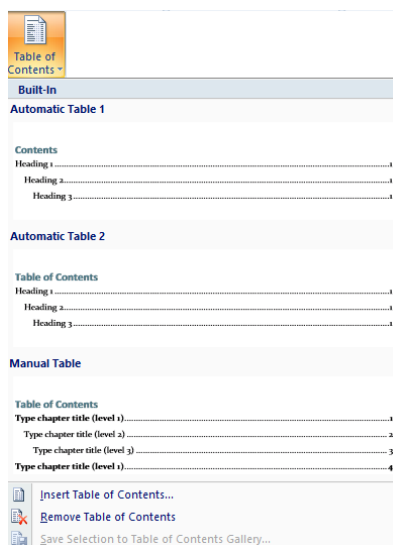 Table of
Contents
Built-In
Automatic Table 1
Contents
Heading 1........1
Heading 2........1
Heading 3........1
Automatic Table 2
Table of Contents
Heading 1........1
Heading 2........1
Heading 3........1
Manual Table
Table of Contents
Type chapter title (level 1)........1
Type chapter title (level 2)........2
Type chapter title (level 3)........3
Type chapter title (level 1)........4
Insert Table of Contents...
Remove Table of Contents
Save Selection to Table of Contents Gallery...